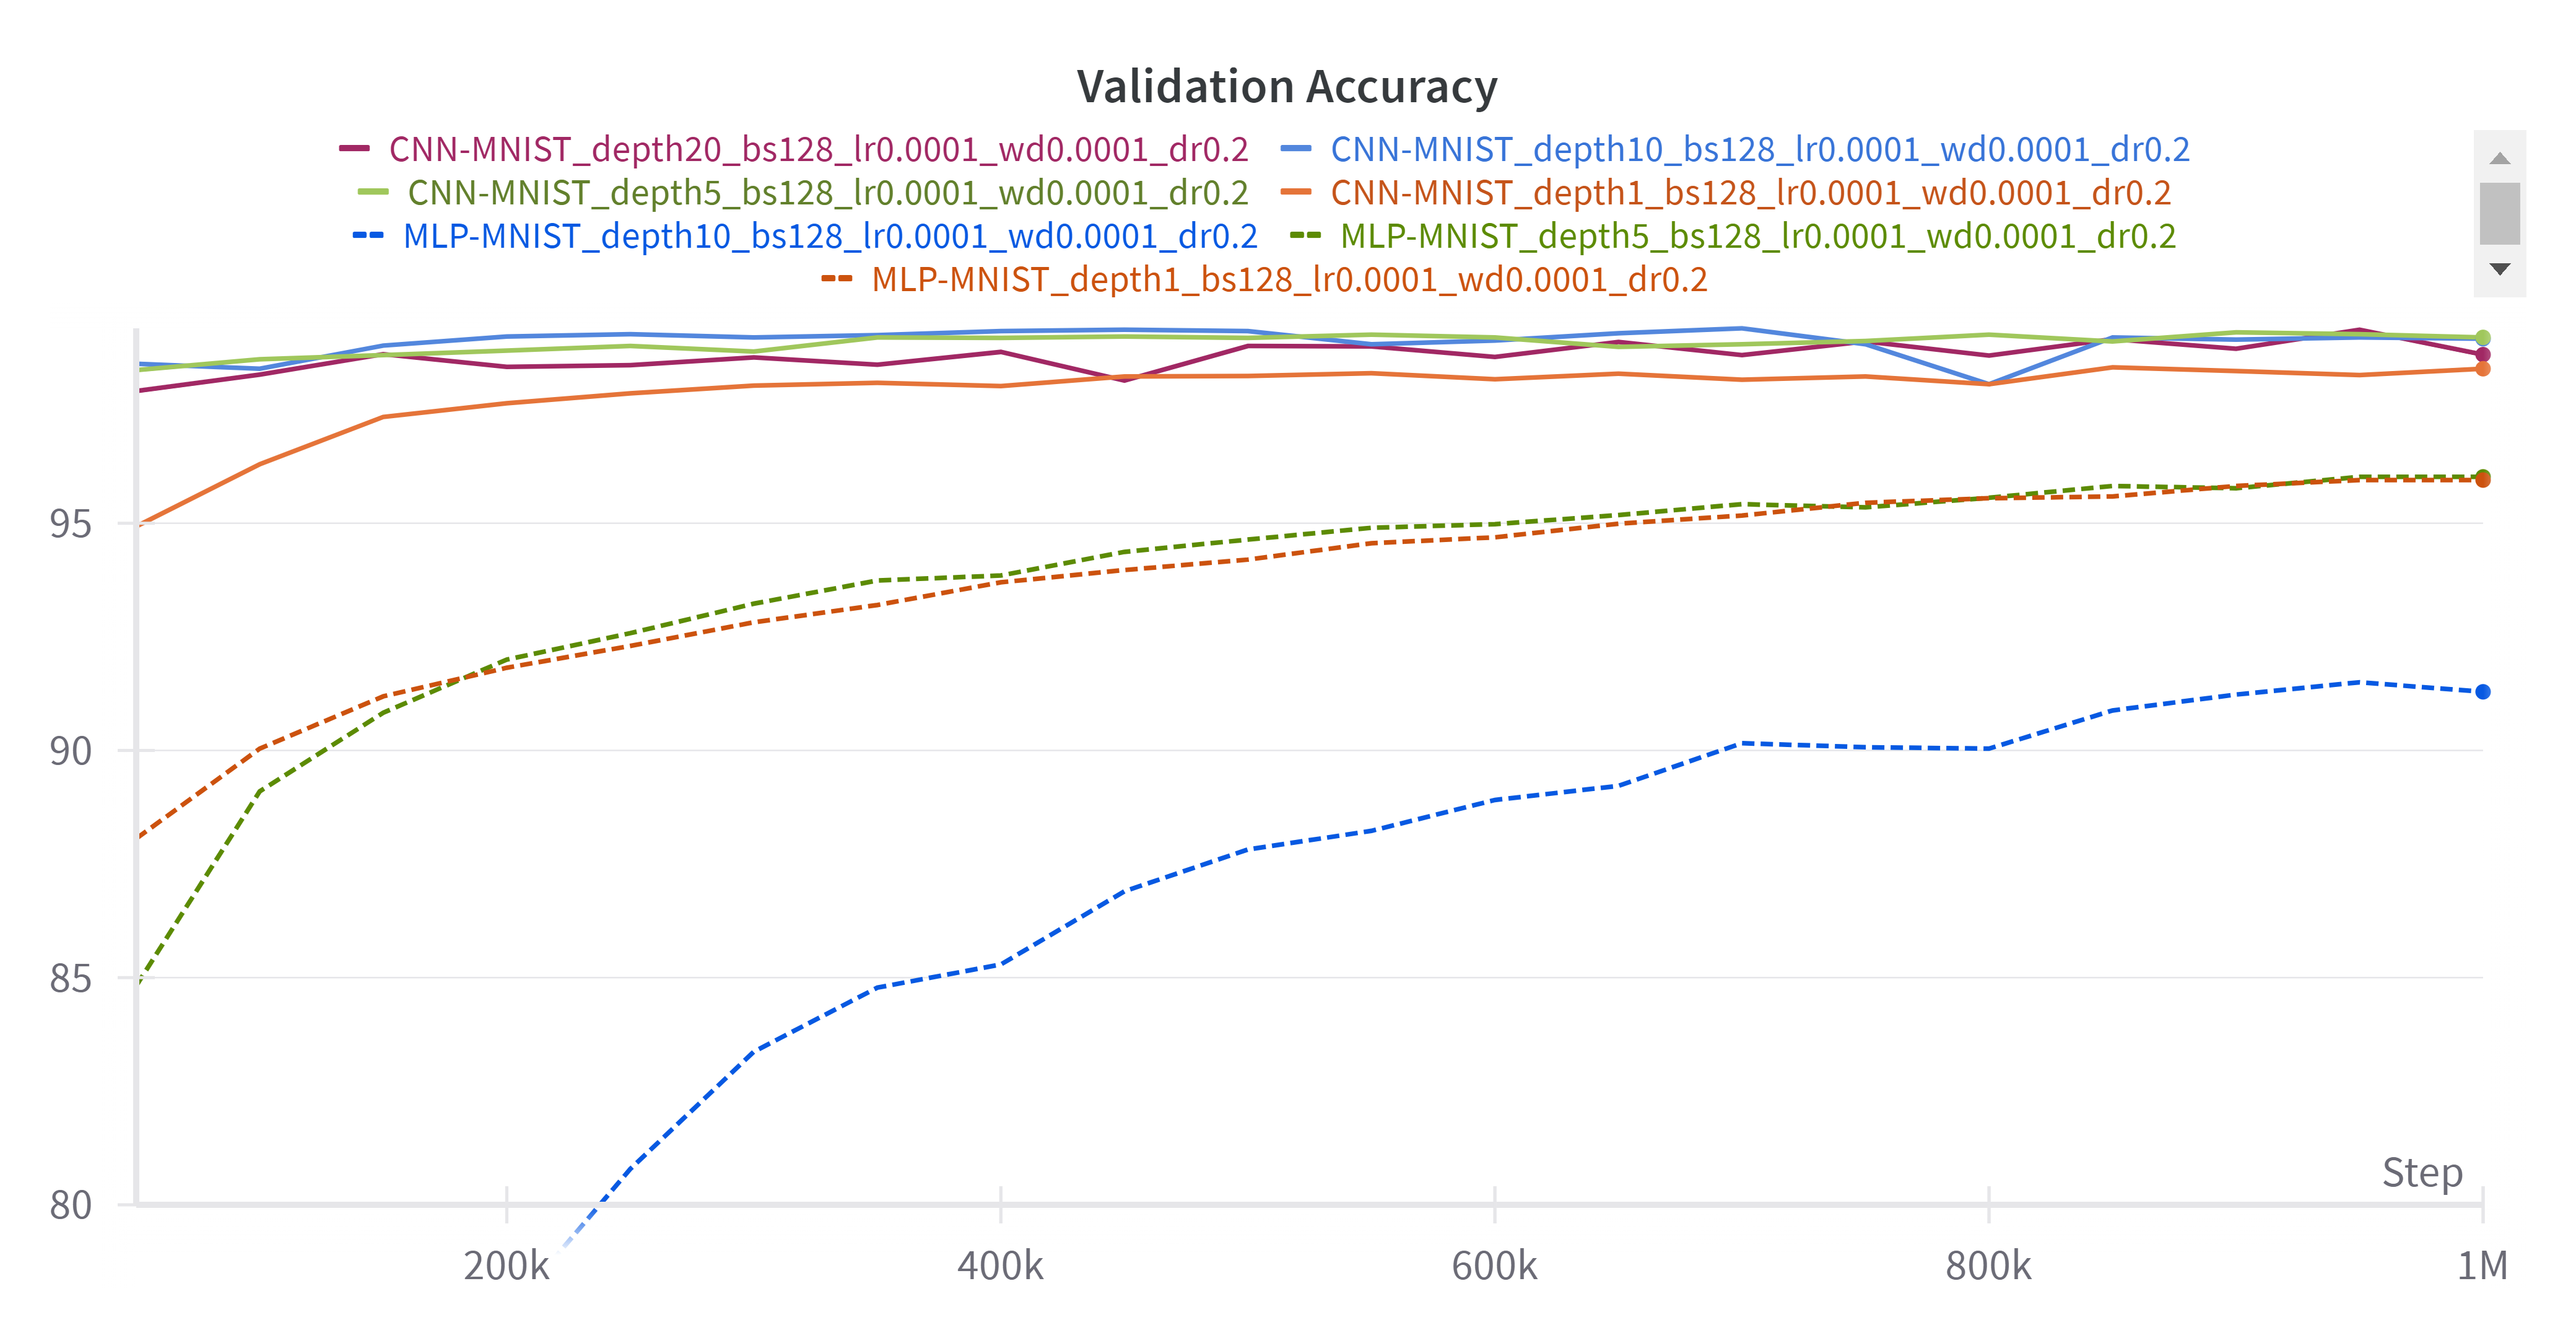 Validation Accuracy
CNN-MNIST_depth20_bs128_lr0.0001_wd0.0001_dr0.2 CNN-MNIST_depth10_bs128_lr0.0001_wd0.0001_dr0.2
CNN-MNIST_depth5_bs128_lr0.0001_wd0.0001_dr0.2 CNN-MNIST_depth1_bs128_lr0.0001_wd0.0001_dr0.2
MLP-MNIST_depth10_bs128_lr0.0001_wd0.0001_dr0.2 MLP-MNIST_depth5_bs128_lr0.0001_wd0.0001_dr0.2
MLP-MNIST_depth1_bs128_lr0.0001_wd0.0001_dr0.2
95
90
85
80
Step
200k 400k 600k 800k 1M